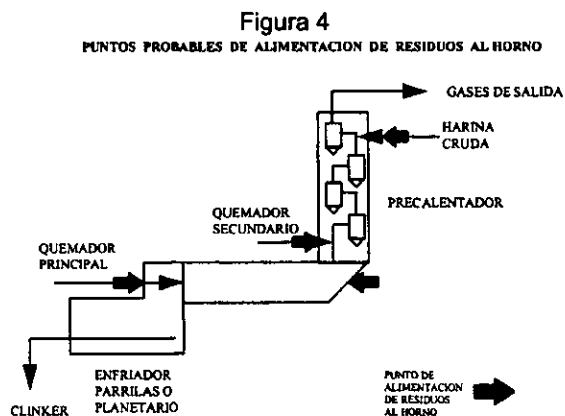 Figura 4
PUNTOS PROBABLES DE ALIMENTACION DE RESIDUOS AL HORNO
GASES DE SALIDA
HARINA
CRUDA
PRECALENTADOR
QUEMADOR
SECUNDARIO
QUEMADOR
PRINCIPAL
ENFRIADOR
PARRILAS O
PLANETARIO
CLINKER
PUNTO DE
ALIMENTACION
DE RESIDUOS
AL HORNO